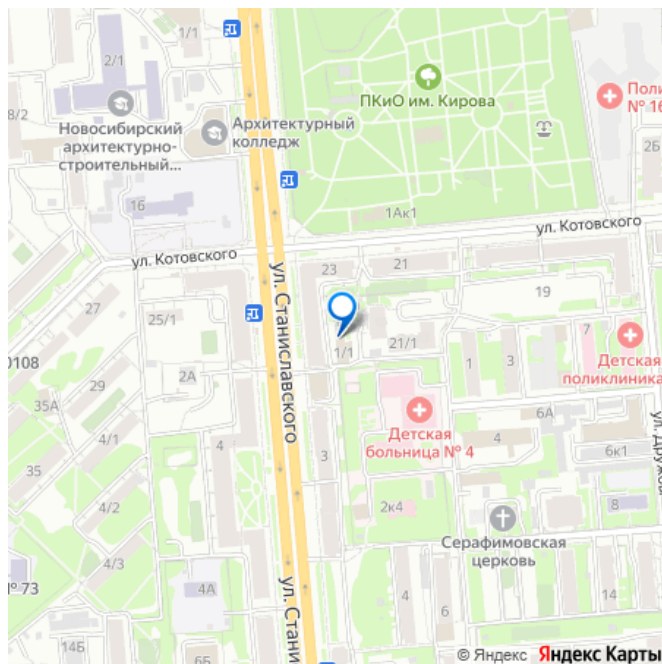 1/1
2/1
8/2
Новосибирский
архитектурно-
строительный...
Архитектурный
колледж
ПКиО им. Кирова
Поли
№ 16
2Б
16
1Ак1
ул. Котовского
ул. Котовского
23
21
19
27
25/1
1/1
21/1
7
0108
2А
29
1
3
Детская
поликлиника
35А
ул. Станиславского
Детская
больница № 4
4/1
4
3
6А
4
6к1
ул. Дружбы
35
4/2
2к4
8
Серафимовская
церковь
4/3
№ 73
4А
ул. Стани
4
6
14
14Б
6Б
© Яндекс Яндекс Карты